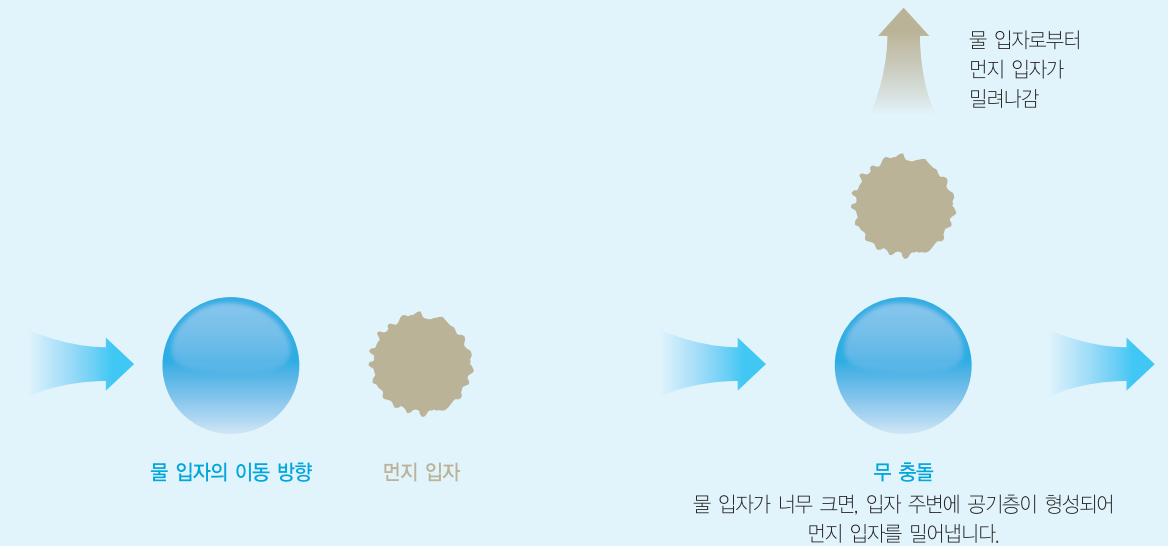 물 입자로부터
먼지 입자가
밀려나감
물 입자의 이동 방향
먼지 입자
무 충돌
물 입자가 너무 크면, 입자 주변에 공기층이 형성되어
먼지 입자를 밀어냅니다.